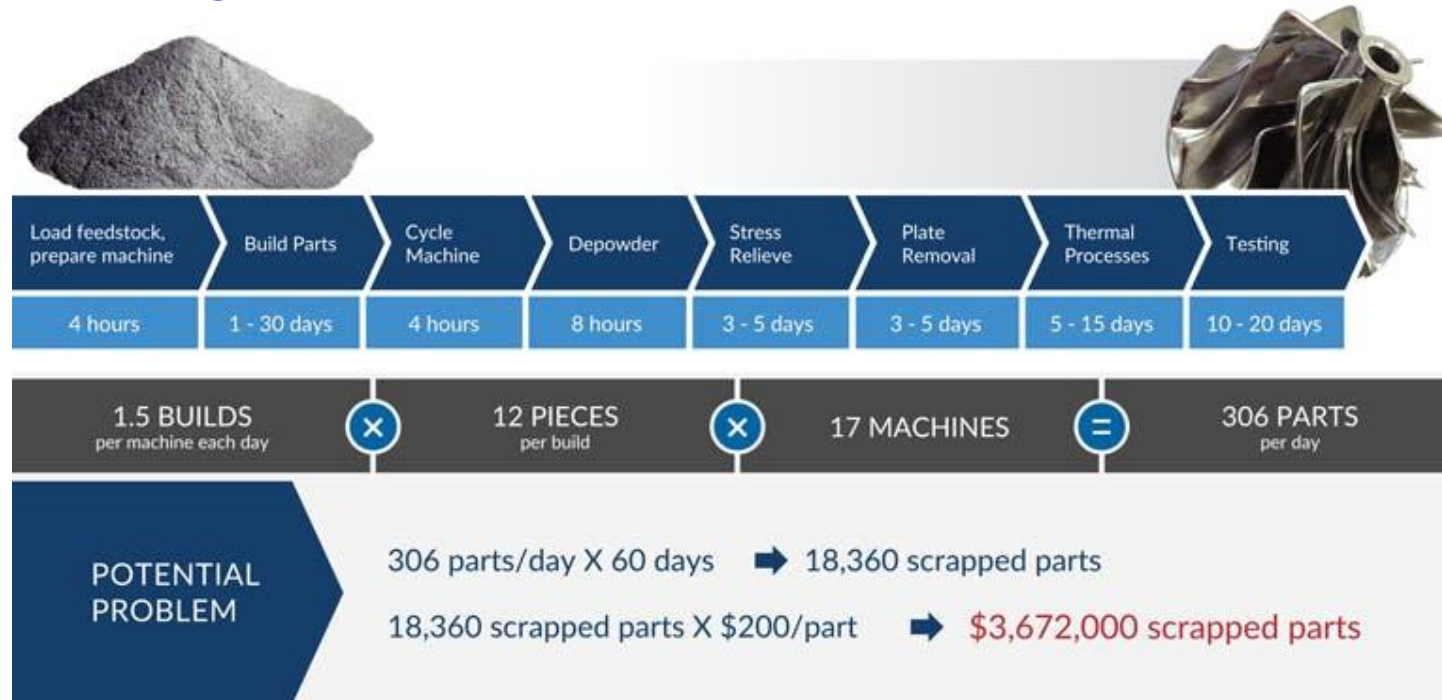 Load feedstock,
prepare machine
Build Parts
Cycle
Machine
Depowder
Stress
Relieve
Plate
Removal
Thermal
Processes
Testing
4 hours
1 - 30 days
4 hours
8 hours
3 - 5 days
3 - 5 days
5 - 15 days
10 - 20 days
1.5 BUILDS
per machine each day
×
12 PIECES
per build
×
17 MACHINES
=
306 PARTS
per day
POTENTIAL
PROBLEM
306 parts/day X 60 days ➡ 18,360 scrapped parts
18,360 scrapped parts X $200/part ➡ $3,672,000 scrapped parts